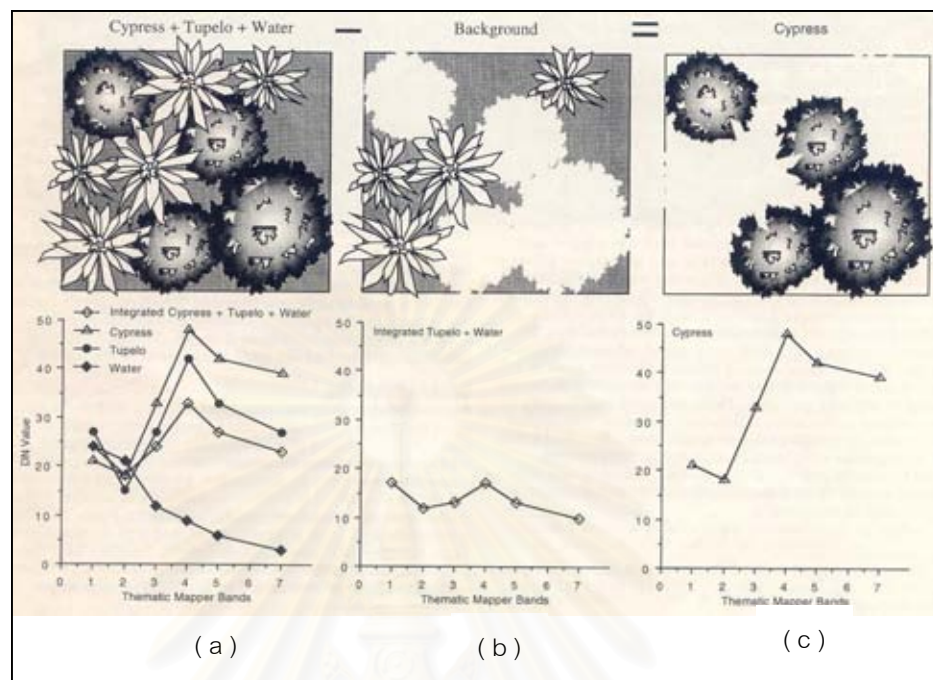 Cypress + Tupelo + Water
Background
Cypress
Integrated Cypress + Tupelo + Water
Cypress
Tupelo
Water
50
40
30
20
10
0
DN Value
0 1 2 3 4 5 6 7
Thematic Mapper Bands
Integrated Tupelo + Water
50
40
30
20
10
0
0 1 2 3 4 5 6 7
Thematic Mapper Bands
Cypress
50
40
30
20
10
0
0 1 2 3 4 5 6 7
Thematic Mapper Bands
( a )
( b )
( c )